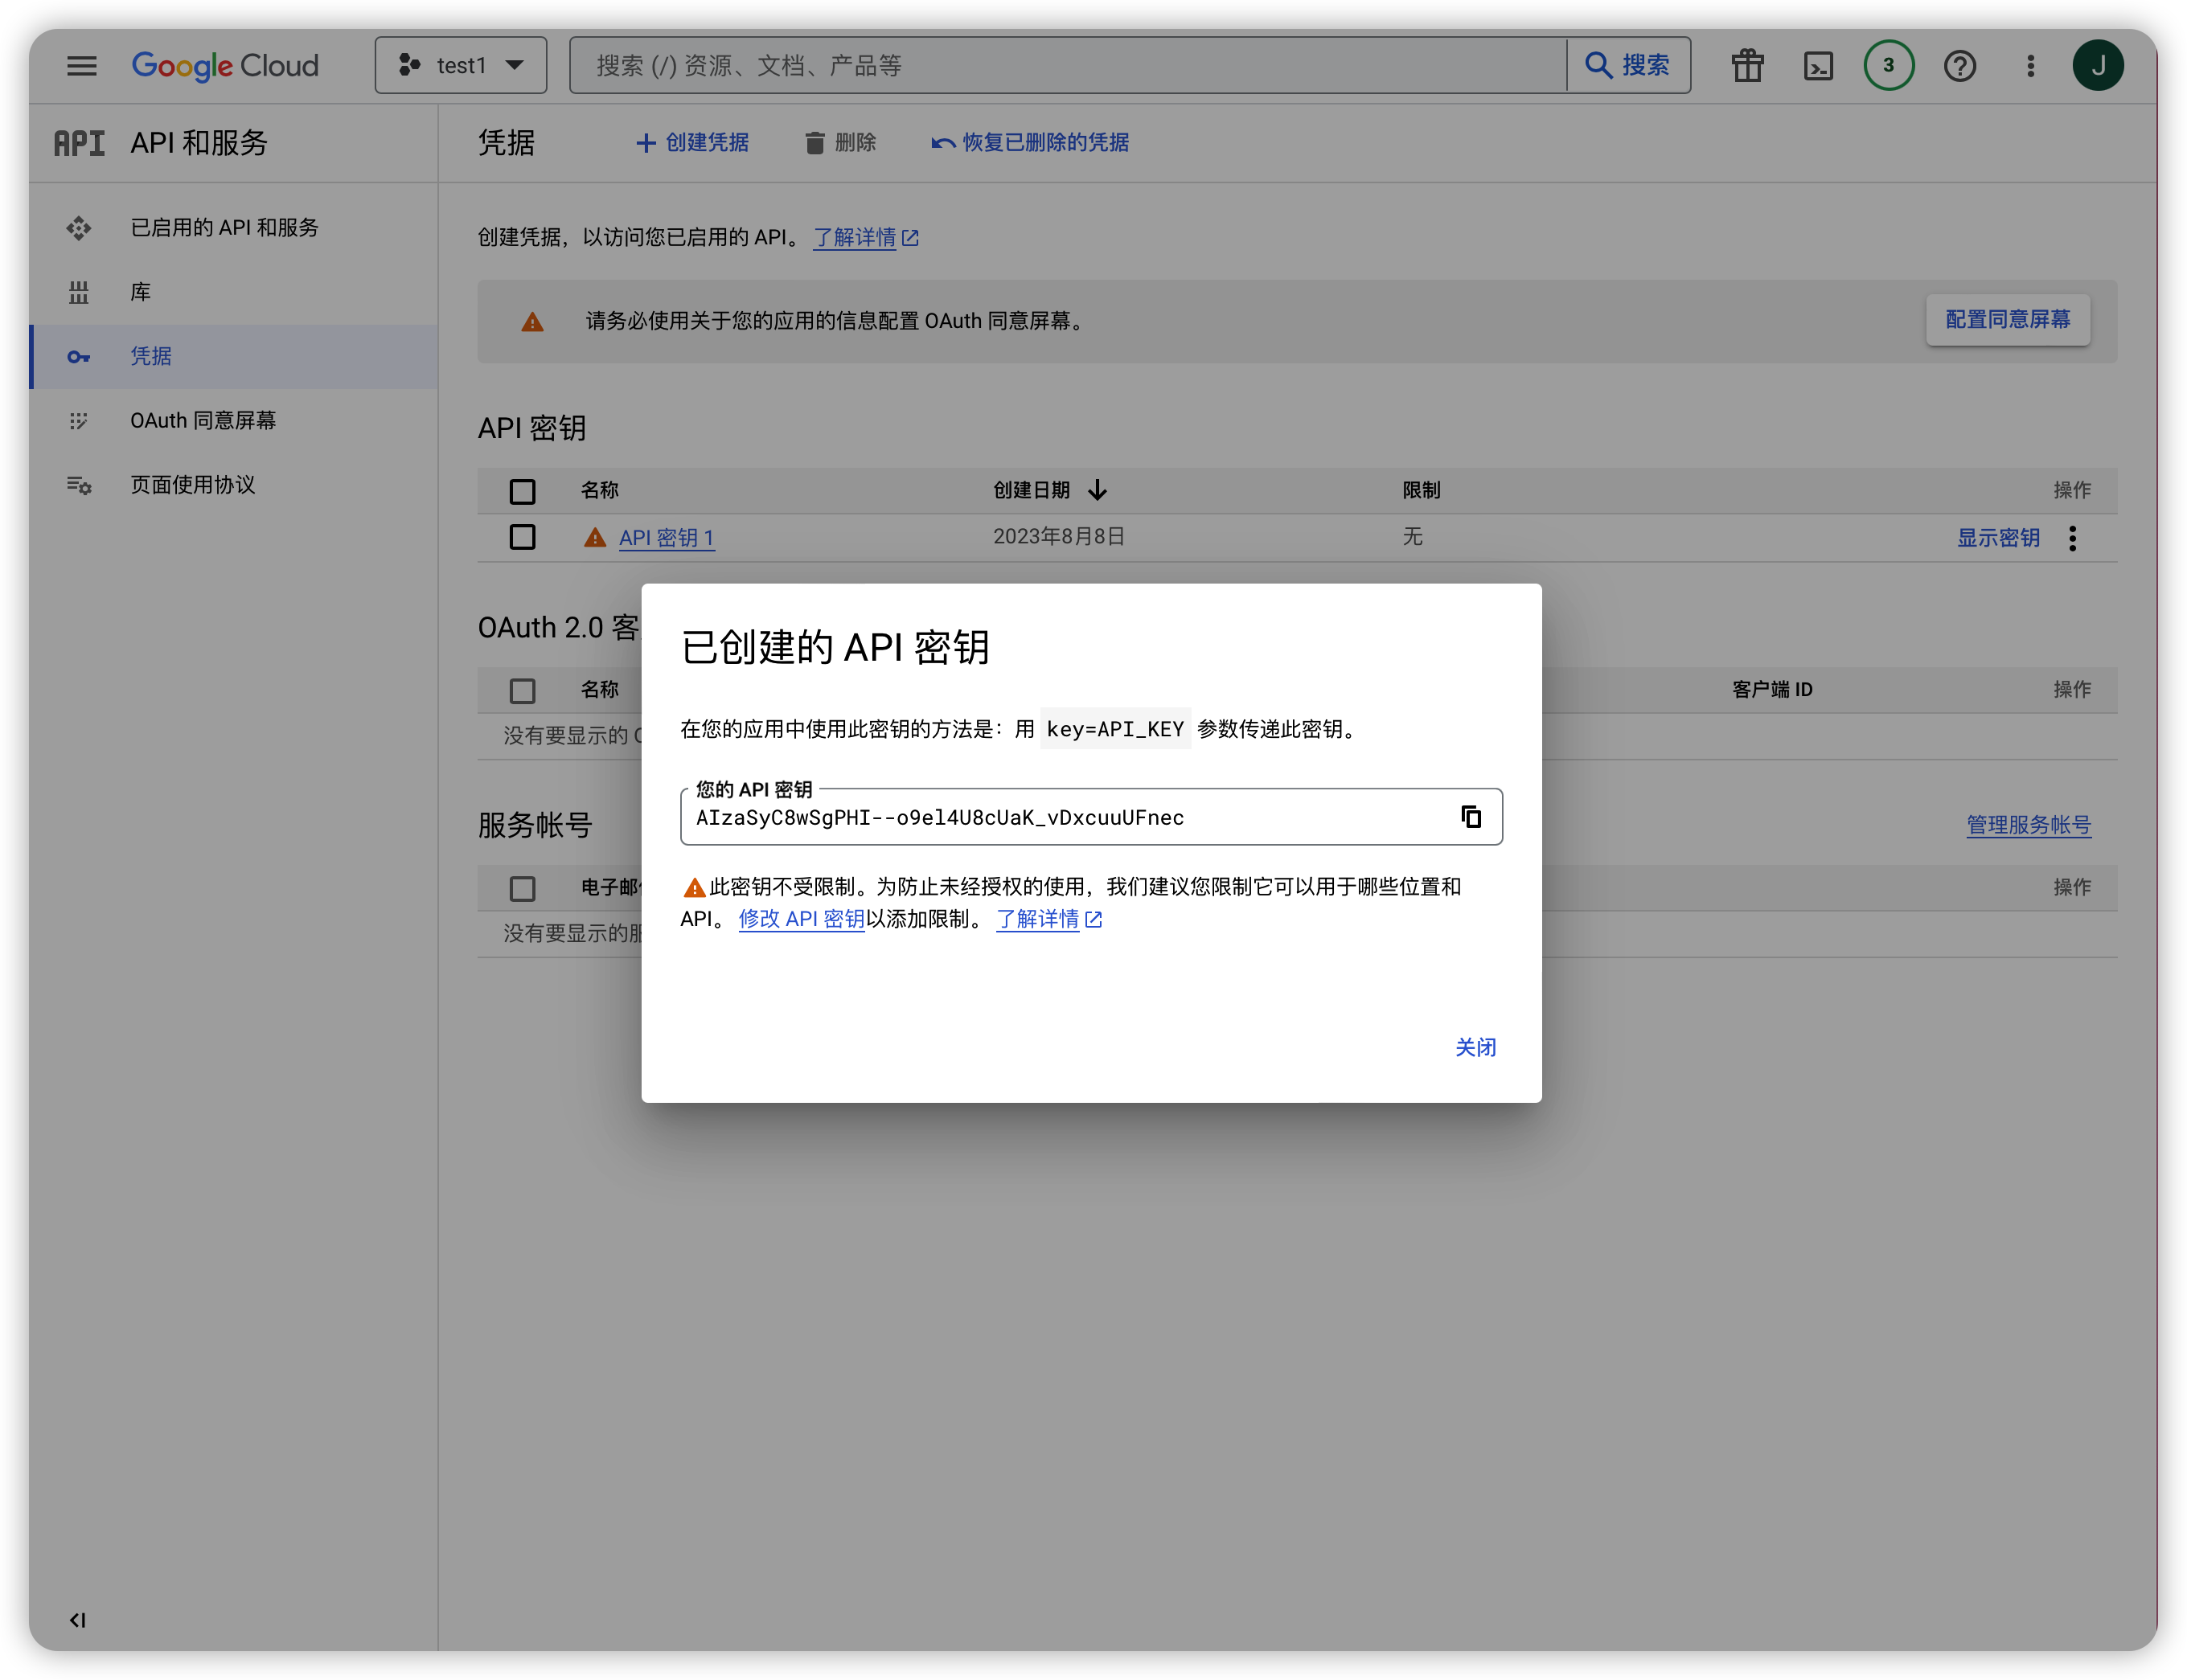 Google Cloud
test1
搜索 (/) 资源、文档、产品等
搜索
3
J
API
API 和服务
凭据
创建凭据
删除
恢复已删除的凭据
已启用的 API 和服务
库
凭据
OAuth 同意屏幕
页面使用协议
创建凭据，以访问您已启用的 API。 了解详情
请务必使用关于您的应用的信息配置 OAuth 同意屏幕。
配置同意屏幕
API 密钥
名称 创建日期 限制 操作
API 密钥 1 2023年8月8日 无 显示密钥
OAuth 2.0 客
名称 客户端 ID 操作
没有要显示的
服务帐号
管理服务帐号
电子邮 操作
没有要显示的服
已创建的 API 密钥
在您的应用中使用此密钥的方法是：用 key=API_KEY 参数传递此密钥。
您的 API 密钥
AIzaSyC8wSgPHI--o9el4U8cUaK_vDxcuuUFnec
此密钥不受限制。为防止未经授权的使用，我们建议您限制它可以用于哪些位置和
API。 修改 API 密钥以添加限制。 了解详情
关闭